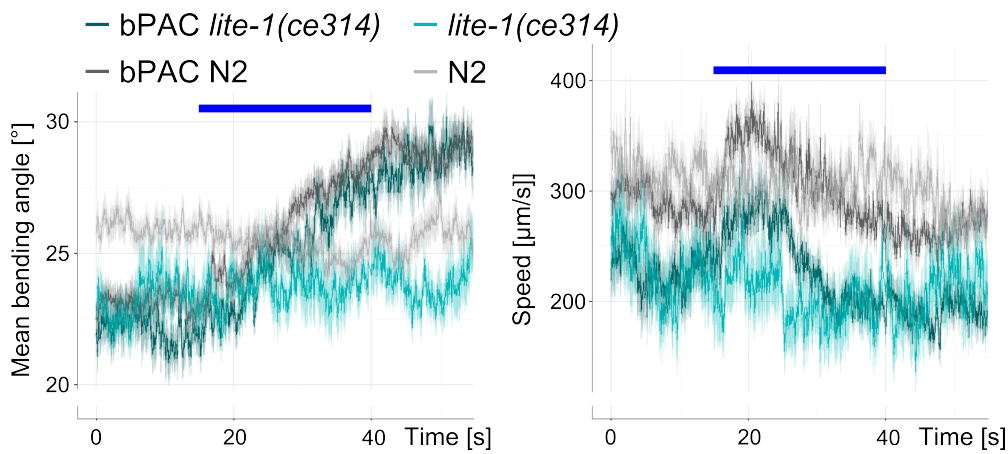 bPAC lite-1(ce314) lite-1(ce314)
bPAC N2 N2
Mean bending angle [°]
30
25
20
0 20 40 Time [s]
Speed [µm/s]]
400
300
200
0 20 40 Time [s]